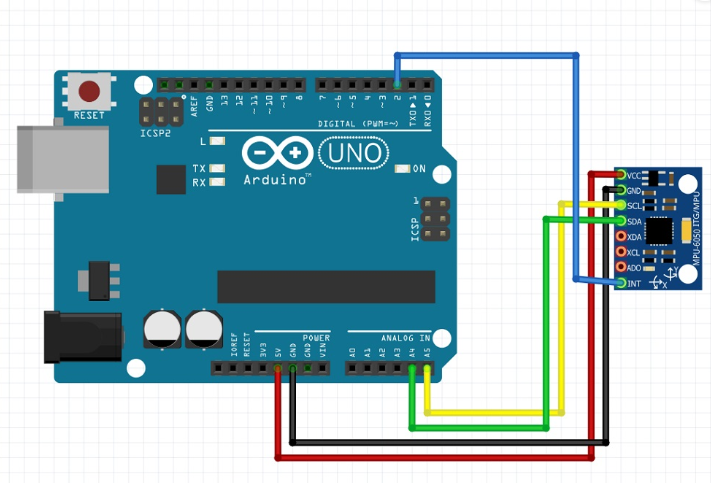 RESET
ICSP2
AREF
GND
13
12
~11
~10
~9
8
7
~6
~5
4
~3
2
TX0▶1
RX0◀0
DIGITAL (PWM=~)
L
TX
RX
Arduino™
UNO
ON
1
ICSP
POWER
ANALOG IN
IOREF
RESET
3V3
5V
GND
GND
VIN
A0
A1
A2
A3
A4
A5
VCC
GND
SCL
SDA
XDA
XCL
ADO
INT
MPU-6050 ITG/MPU
Y
X